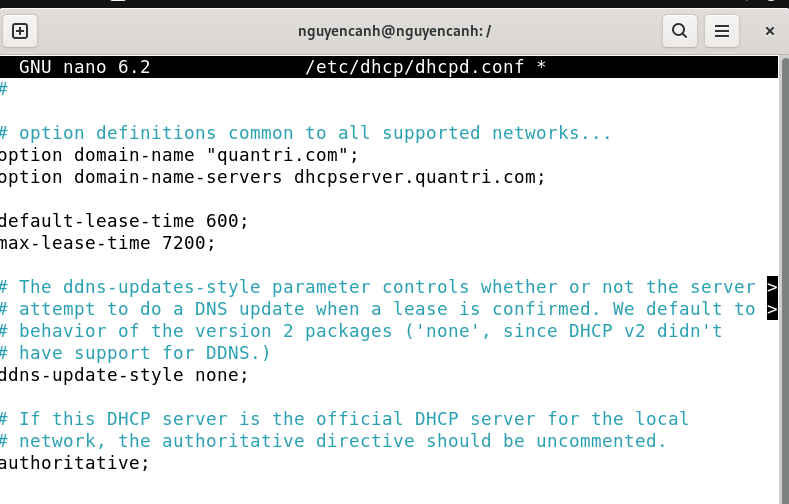 nguyencanh@nguyencanh: /
GNU nano 6.2 /etc/dhcp/dhcpd.conf *
#
# option definitions common to all supported networks...
option domain-name "quantri.com";
option domain-name-servers dhcpserver.quantri.com;
default-lease-time 600;
max-lease-time 7200;
# The ddns-updates-style parameter controls whether or not the server >
# attempt to do a DNS update when a lease is confirmed. We default to >
# behavior of the version 2 packages ('none', since DHCP v2 didn't
# have support for DDNS.)
ddns-update-style none;
# If this DHCP server is the official DHCP server for the local
# network, the authoritative directive should be uncommented.
authoritative;